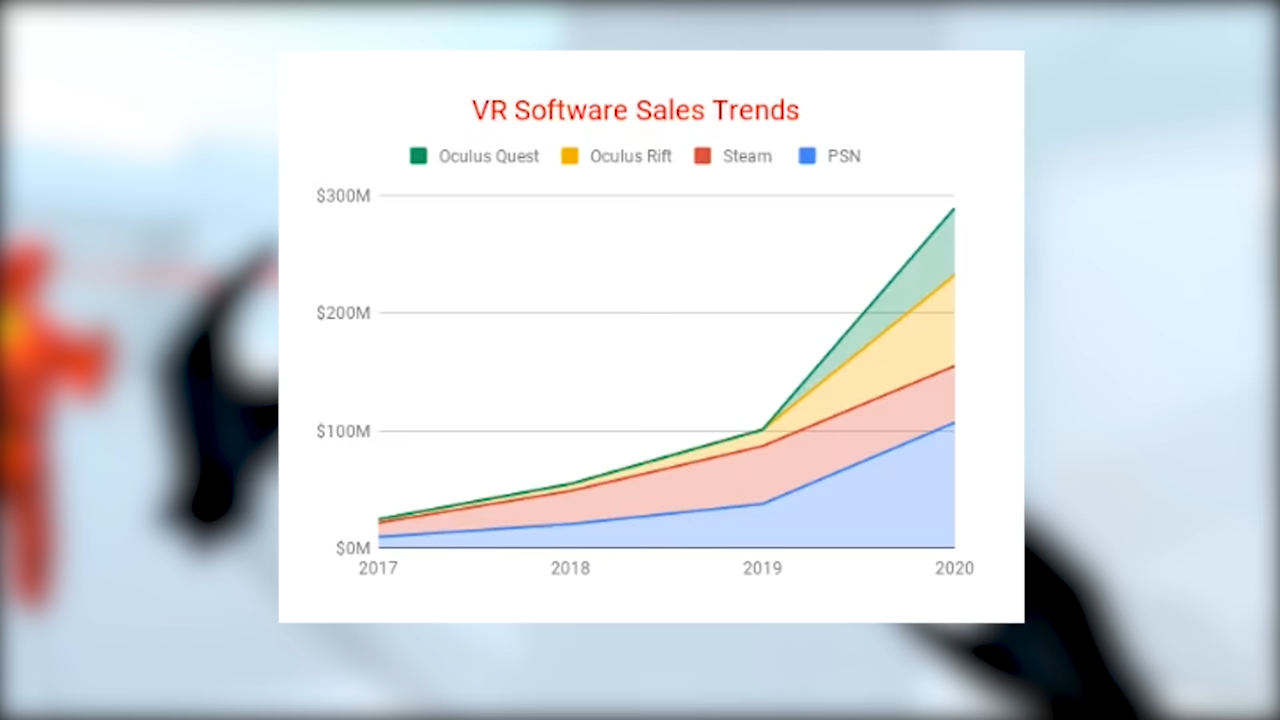 VR Software Sales Trends
Oculus Quest Oculus Rift Steam PSN
$300M
$200M
$100M
$0M
2017 2018 2019 2020